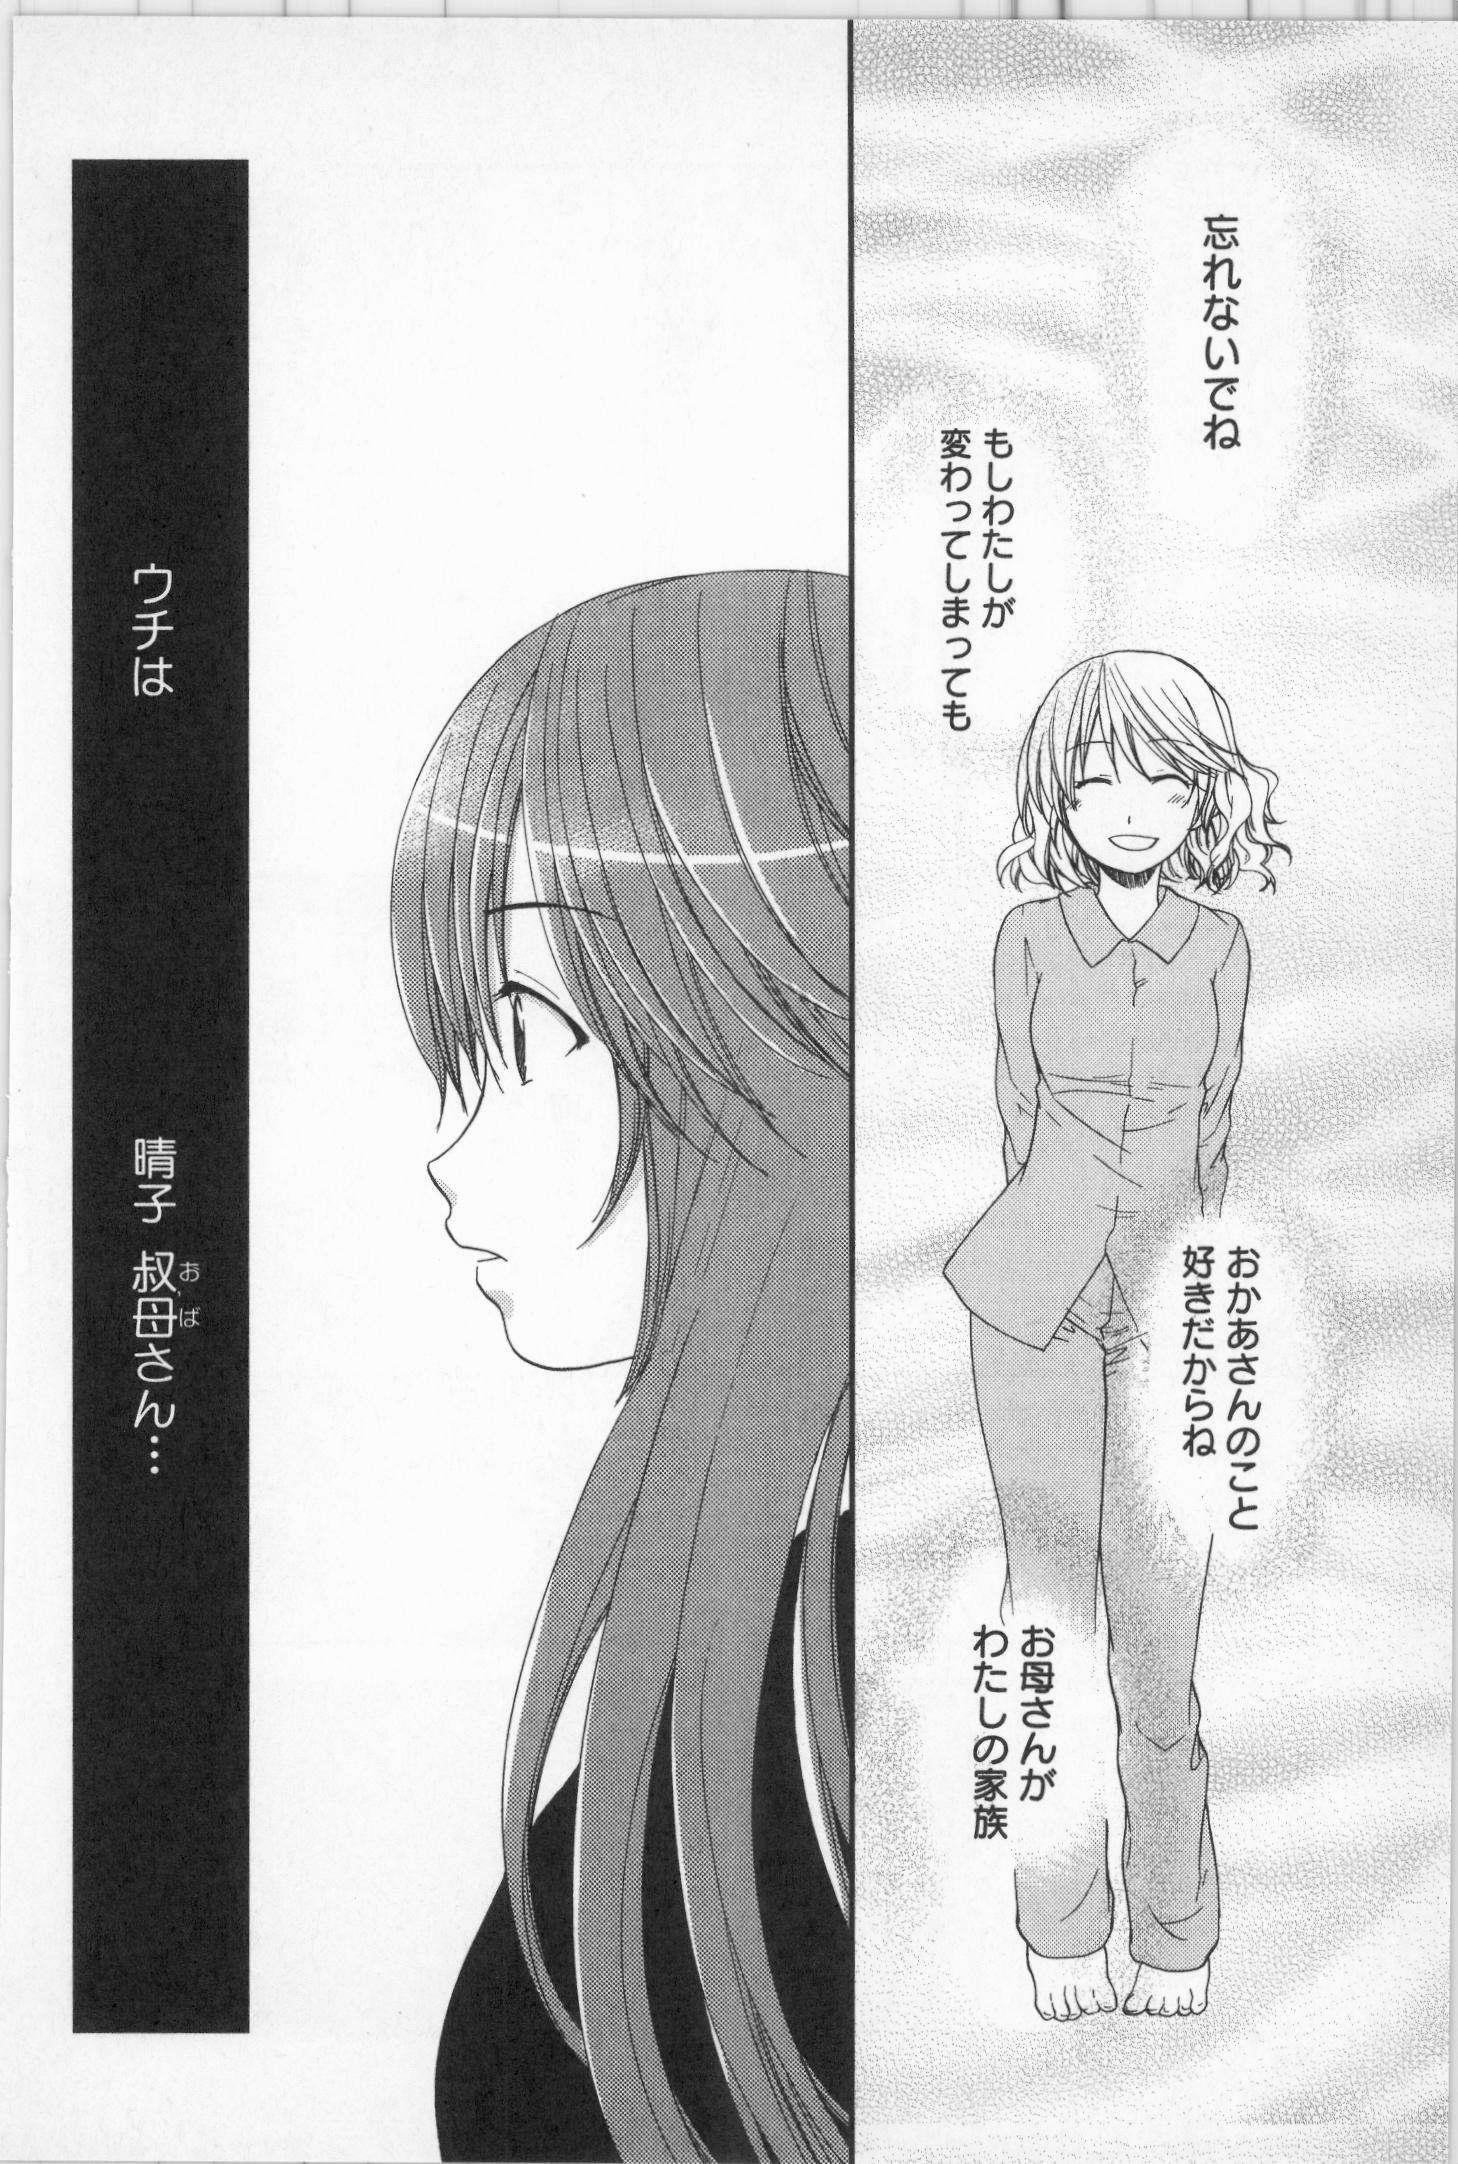 忘れないでね
もしわたしが
変わってしまっても
おかあさんのこと
好きだからね
お母さんが
わたしの家族
ウチは
晴子 叔母さん…
おば